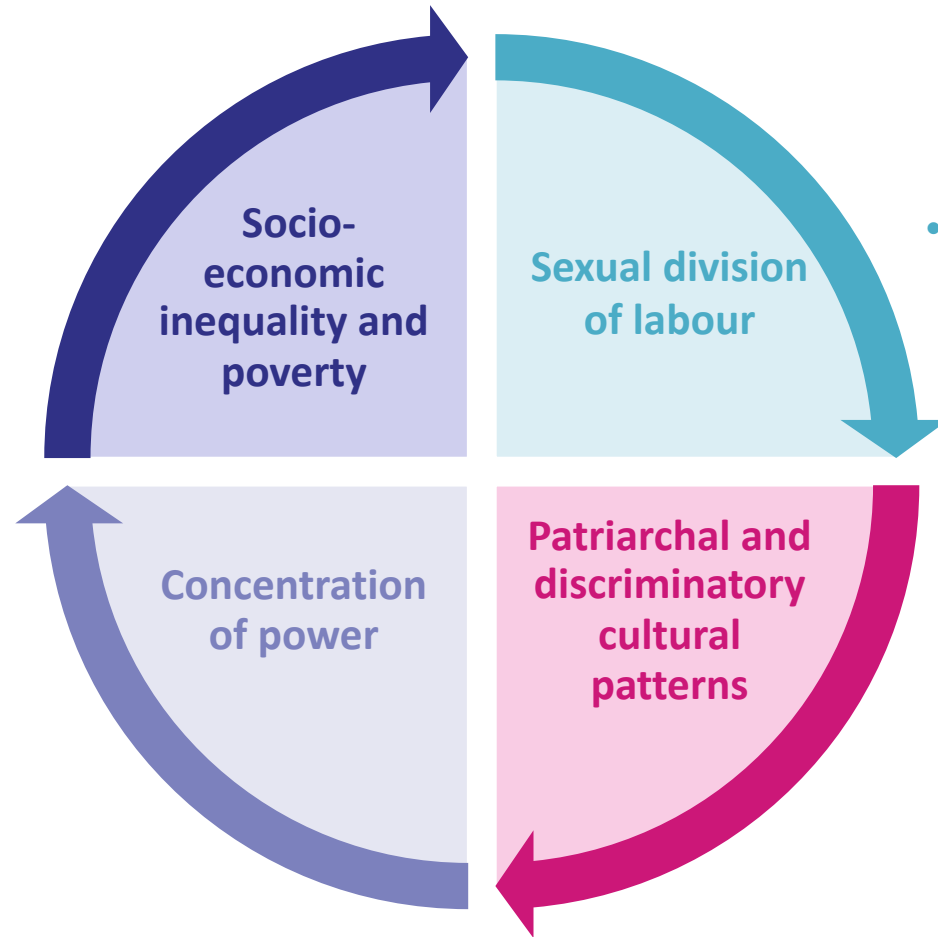 Socio-
economic
inequality and
poverty
Sexual division
of labour
Patriarchal and
discriminatory
cultural
patterns
Concentration
of power